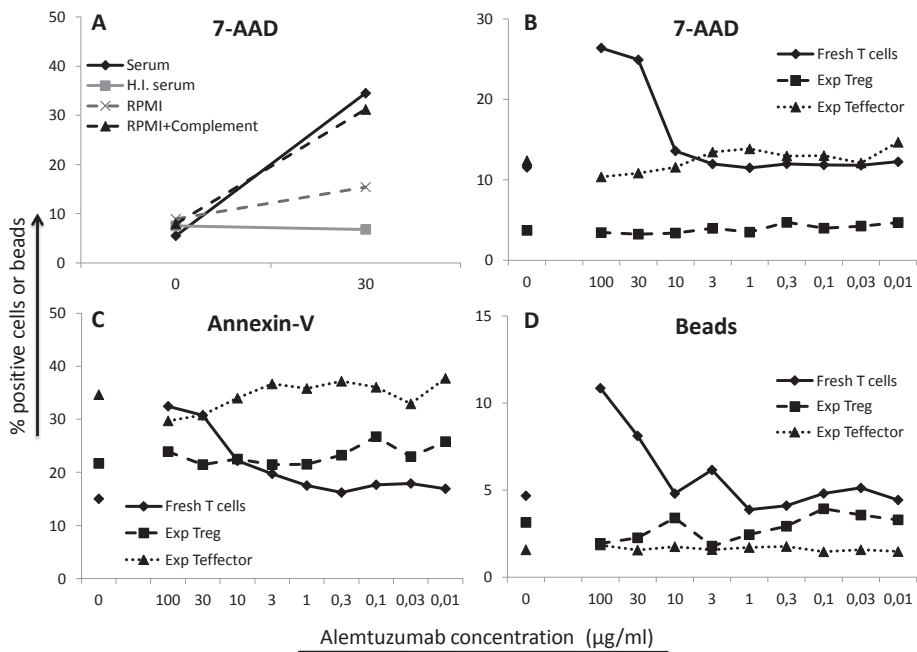 % positive cells or beads
A
7-AAD
Serum
H.I. serum
RPMI
RPMI+Complement
50
40
30
20
10
0
0
30
B
7-AAD
Fresh T cells
Exp Treg
Exp Teffector
30
20
10
0
0 100 30 10 3 1 0,3 0,1 0,03 0,01
C
Annexin-V
Fresh T cells
Exp Treg
Exp Teffector
50
40
30
20
10
0
0 100 30 10 3 1 0,3 0,1 0,03 0,01
D
Beads
Fresh T cells
Exp Treg
Exp Teffector
15
10
5
0
0 100 30 10 3 1 0,3 0,1 0,03 0,01
Alemtuzumab concentration (µg/ml)